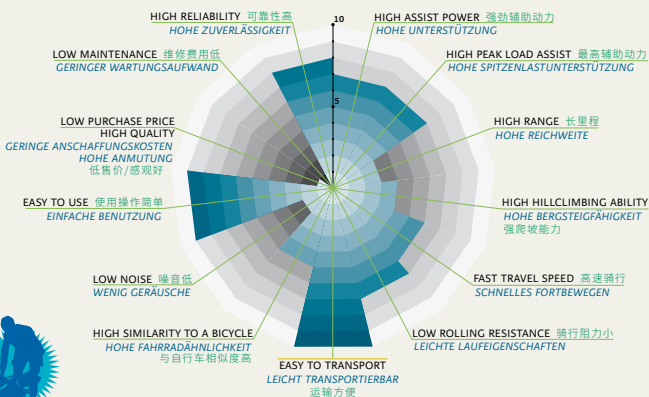 10
5
HIGH RELIABILITY 可靠性高
HOHE ZUVERLÄSSIGKEIT
HIGH ASSIST POWER 强劲辅助动力
HOHE UNTERSTÜTZUNG
LOW MAINTENANCE 维修费用低
GERINGER WARTUNGSAUFWAND
HIGH PEAK LOAD ASSIST 最高辅助动力
HOHE SPITZENLASTUNTERSTÜTZUNG
LOW PURCHASE PRICE
HIGH QUALITY
GERINGE ANSCHAFFUNGSKOSTEN
HOHE ANMUTUNG
低售价/感观好
HIGH RANGE 长里程
HOHE REICHWEITE
EASY TO USE 使用操作简单
EINFACHE BENUTZUNG
HIGH HILLCLIMBING ABILITY
HOHE BERGSTEIGFÄHIGKEIT
强爬坡能力
LOW NOISE 噪音低
WENIG GERÄUSCHE
FAST TRAVEL SPEED 高速骑行
SCHNELLES FORTBEWEGEN
HIGH SIMILARITY TO A BICYCLE
HOHE FAHRRADÄHNLICHKEIT
与自行车相似度高
LOW ROLLING RESISTANCE 骑行阻力小
LEICHTE LAUFEIGENSCHAFTEN
EASY TO TRANSPORT
LEICHT TRANSPORTIERBAR
运输方便